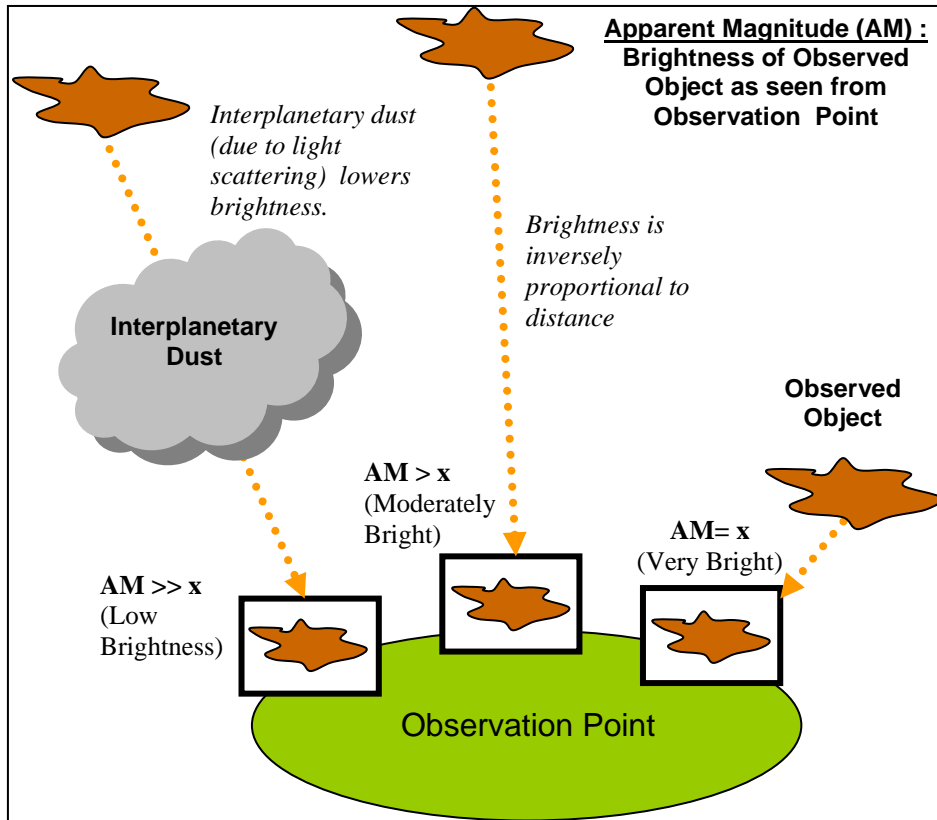 Apparent Magnitude (AM) :
Brightness of Observed
Object as seen from
Observation Point
Interplanetary dust
(due to light
scattering) lowers
brightness.
Brightness is
inversely
proportional to
distance
Interplanetary
Dust
Observed
Object
AM > x
(Moderately
Bright)
AM= x
(Very Bright)
AM >> x
(Low
Brightness)
Observation Point